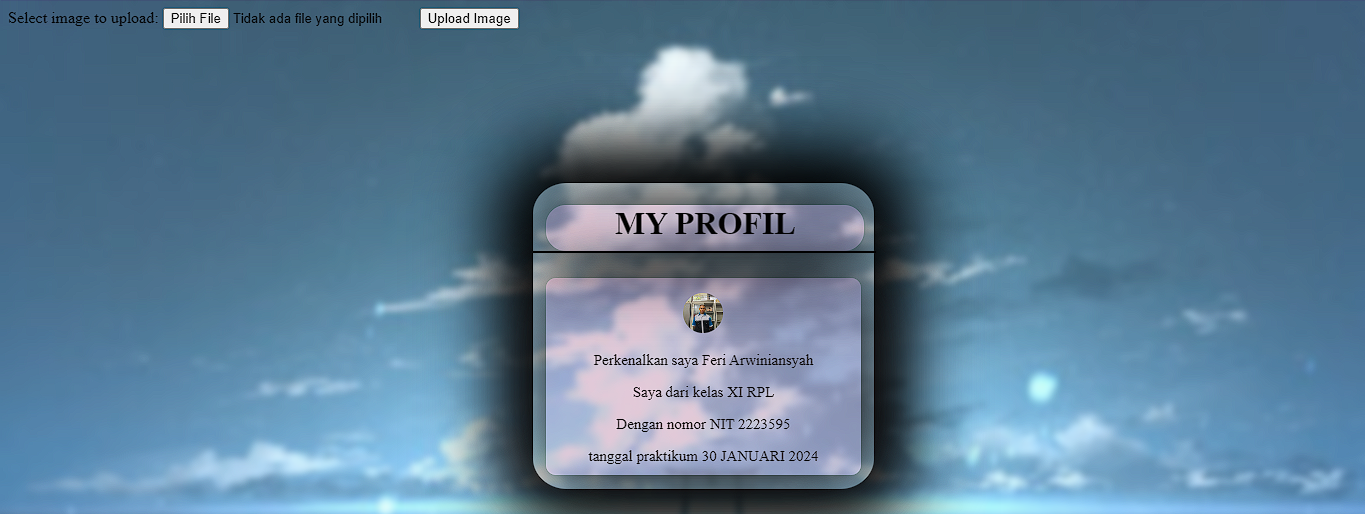 Select image to upload: Pilih File Tidak ada file yang dipilih Upload Image
MY PROFIL
Perkenalkan saya Feri Arwiniansyah
Saya dari kelas XI RPL
Dengan nomor NIT 2223595
tanggal praktikum 30 JANUARI 2024